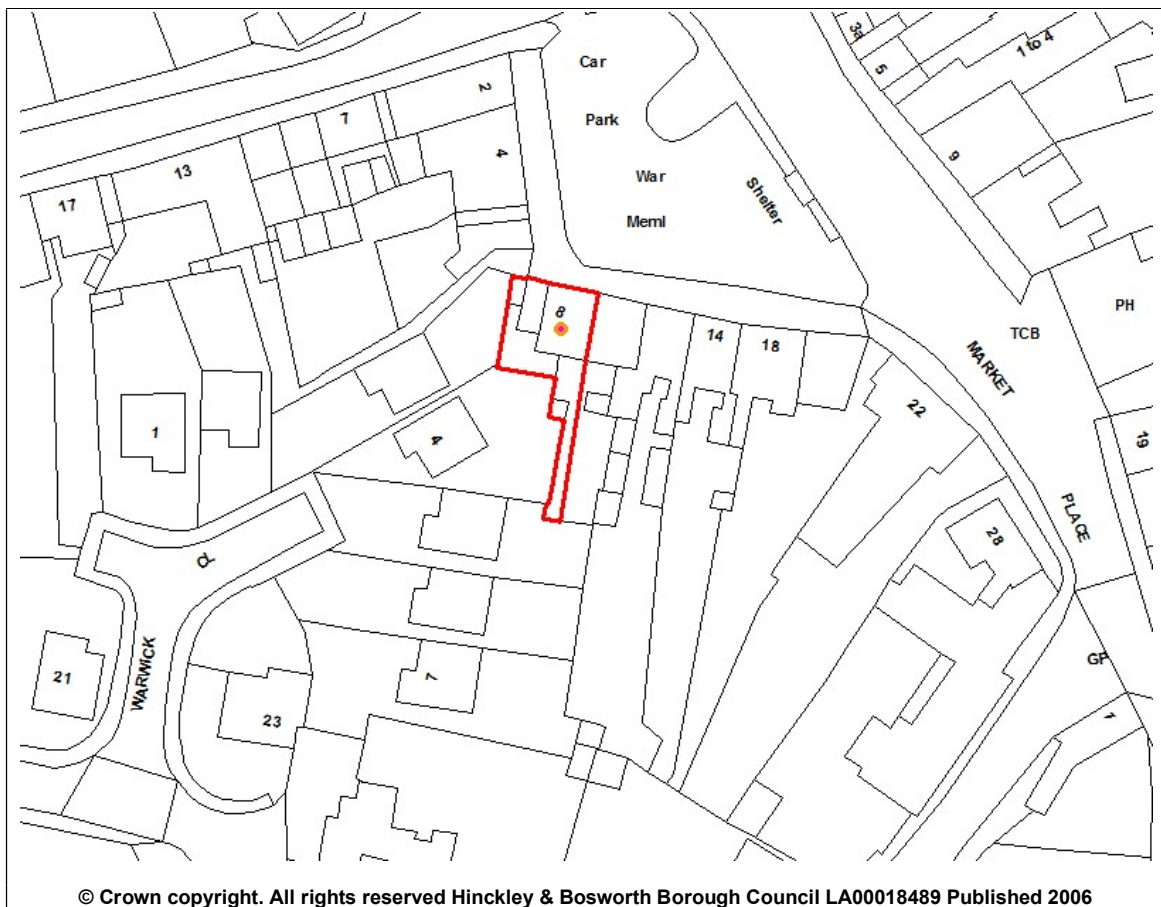 Car
Park
War
Meml
Shelter
3a
5
1 to 4
9
2
7
4
13
17
8
14
18
TCB
PH
MARKET
PLACE
22
19
28
1
4
cl
WARWICK
21
23
7
GP
1
© Crown copyright. All rights reserved Hinckley & Bosworth Borough Council LA00018489 Published 2006